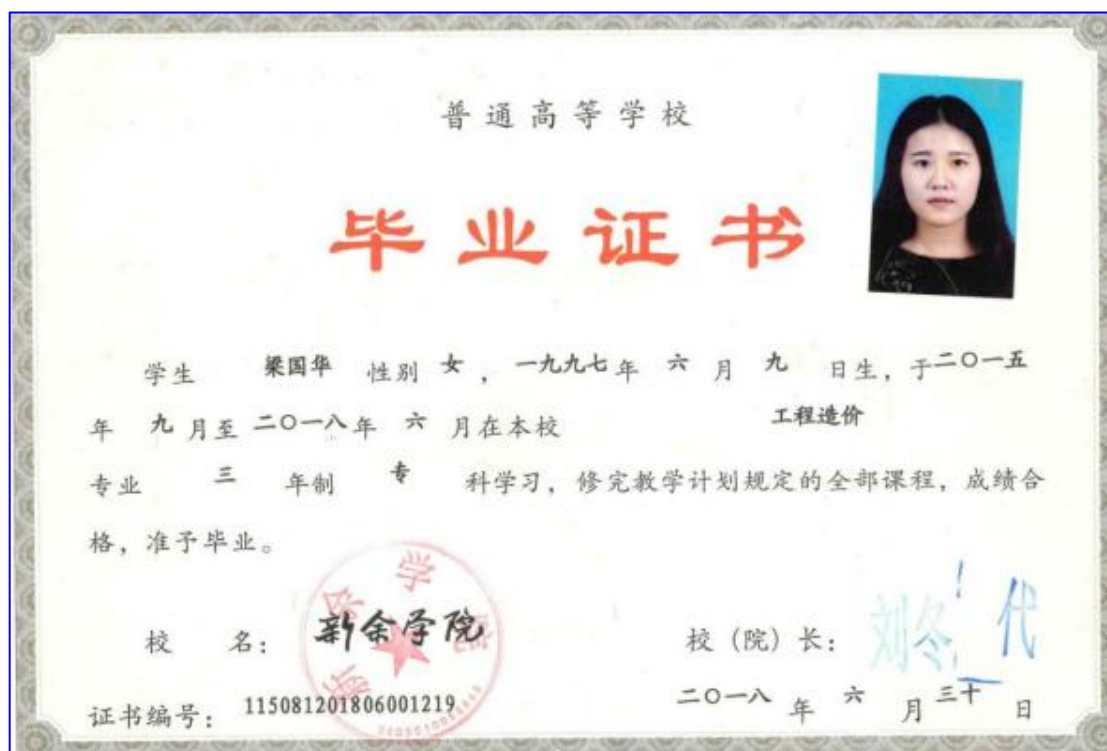 普通高等学校
毕业证书
学生 梁国华 性别 女，一九九七年 六 月 九 日生，于二〇一五
年 九 月至 二〇一八年 六 月在本校 工程造价
专业 三 年制 专 科学习，修完教学计划规定的全部课程，成绩合
格，准予毕业。
新余学院
校 名： 新余学院 校（院）长：
证书编号： 115081201806001219 二〇一八 年 六 月 三十 日